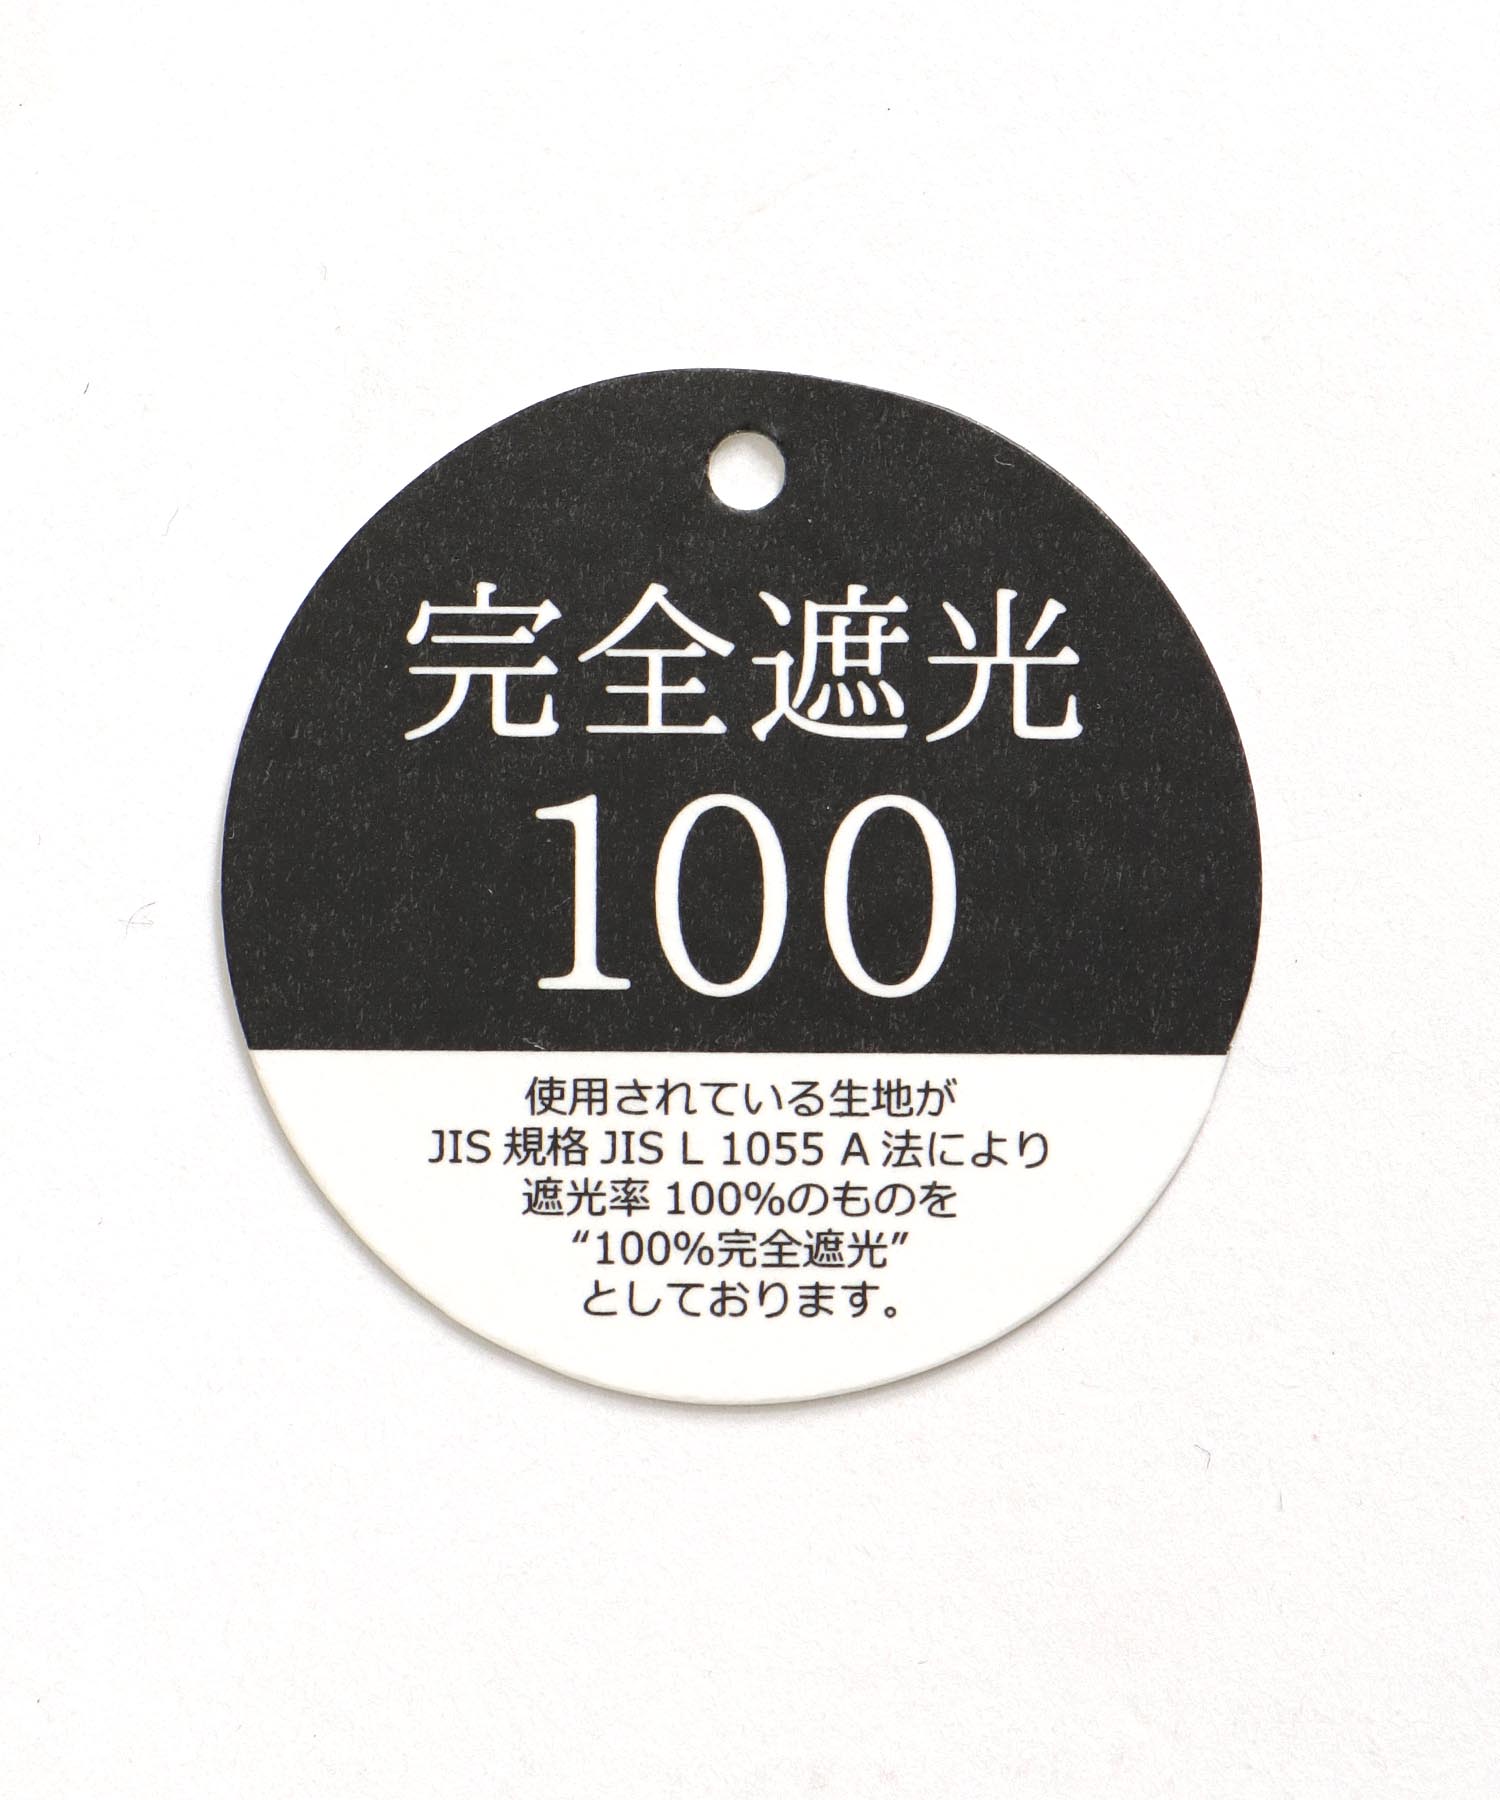 完全遮光
100
使用されている生地が
JIS 規格 JIS L 1055 A 法により
遮光率 100%のものを
“100%完全遮光”
としております。